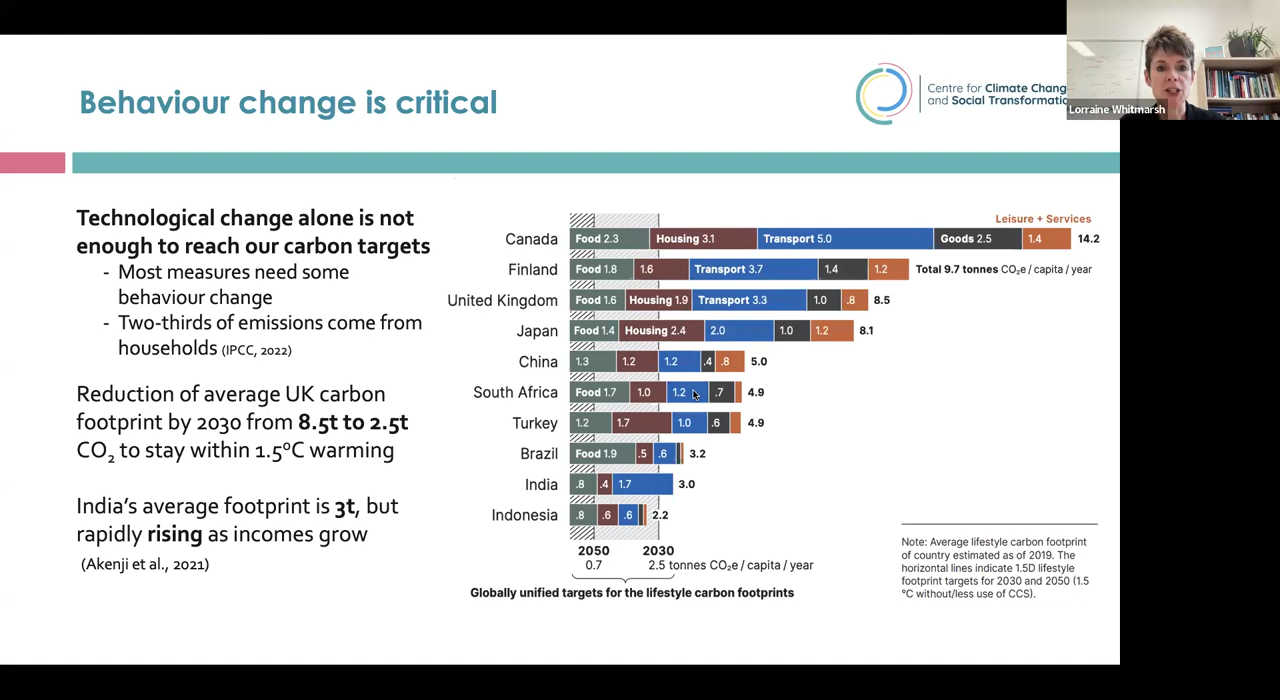 Behaviour change is critical
Centre for Climate Chang
and Social Transformatio
Lorraine Whitmarsh
Technological change alone is not
enough to reach our carbon targets
- Most measures need some
behaviour change
- Two-thirds of emissions come from
households (IPCC, 2022)
Reduction of average UK carbon
footprint by 2030 from 8.5t to 2.5t
CO₂ to stay within 1.5ºC warming
India's average footprint is 3t, but
rapidly rising as incomes grow
(Akenji et al., 2021)
Leisure + Services
Canada Food 2.3 Housing 3.1 Transport 5.0 Goods 2.5 1.4 14.2
Finland Food 1.8 1.6 Transport 3.7 1.4 1.2 Total 9.7 tonnes CO₂e / capita / year
United Kingdom Food 1.6 Housing 1.9 Transport 3.3 1.0 .8 8.5
Japan Food 1.4 Housing 2.4 2.0 1.0 1.2 8.1
China 1.3 1.2 1.2 .4 .8 5.0
South Africa Food 1.7 1.0 1.2 .7 4.9
Turkey 1.2 1.7 1.0 .6 4.9
Brazil Food 1.9 .5 .6 3.2
India .8 .4 1.7 3.0
Indonesia .8 .6 .6 2.2
2050 2030
0.7 2.5 tonnes CO₂e / capita / year
Globally unified targets for the lifestyle carbon footprints
Note: Average lifestyle carbon footprint
of country estimated as of 2019. The
horizontal lines indicate 1.5D lifestyle
footprint targets for 2030 and 2050 (1.5
°C without/less use of CCS).